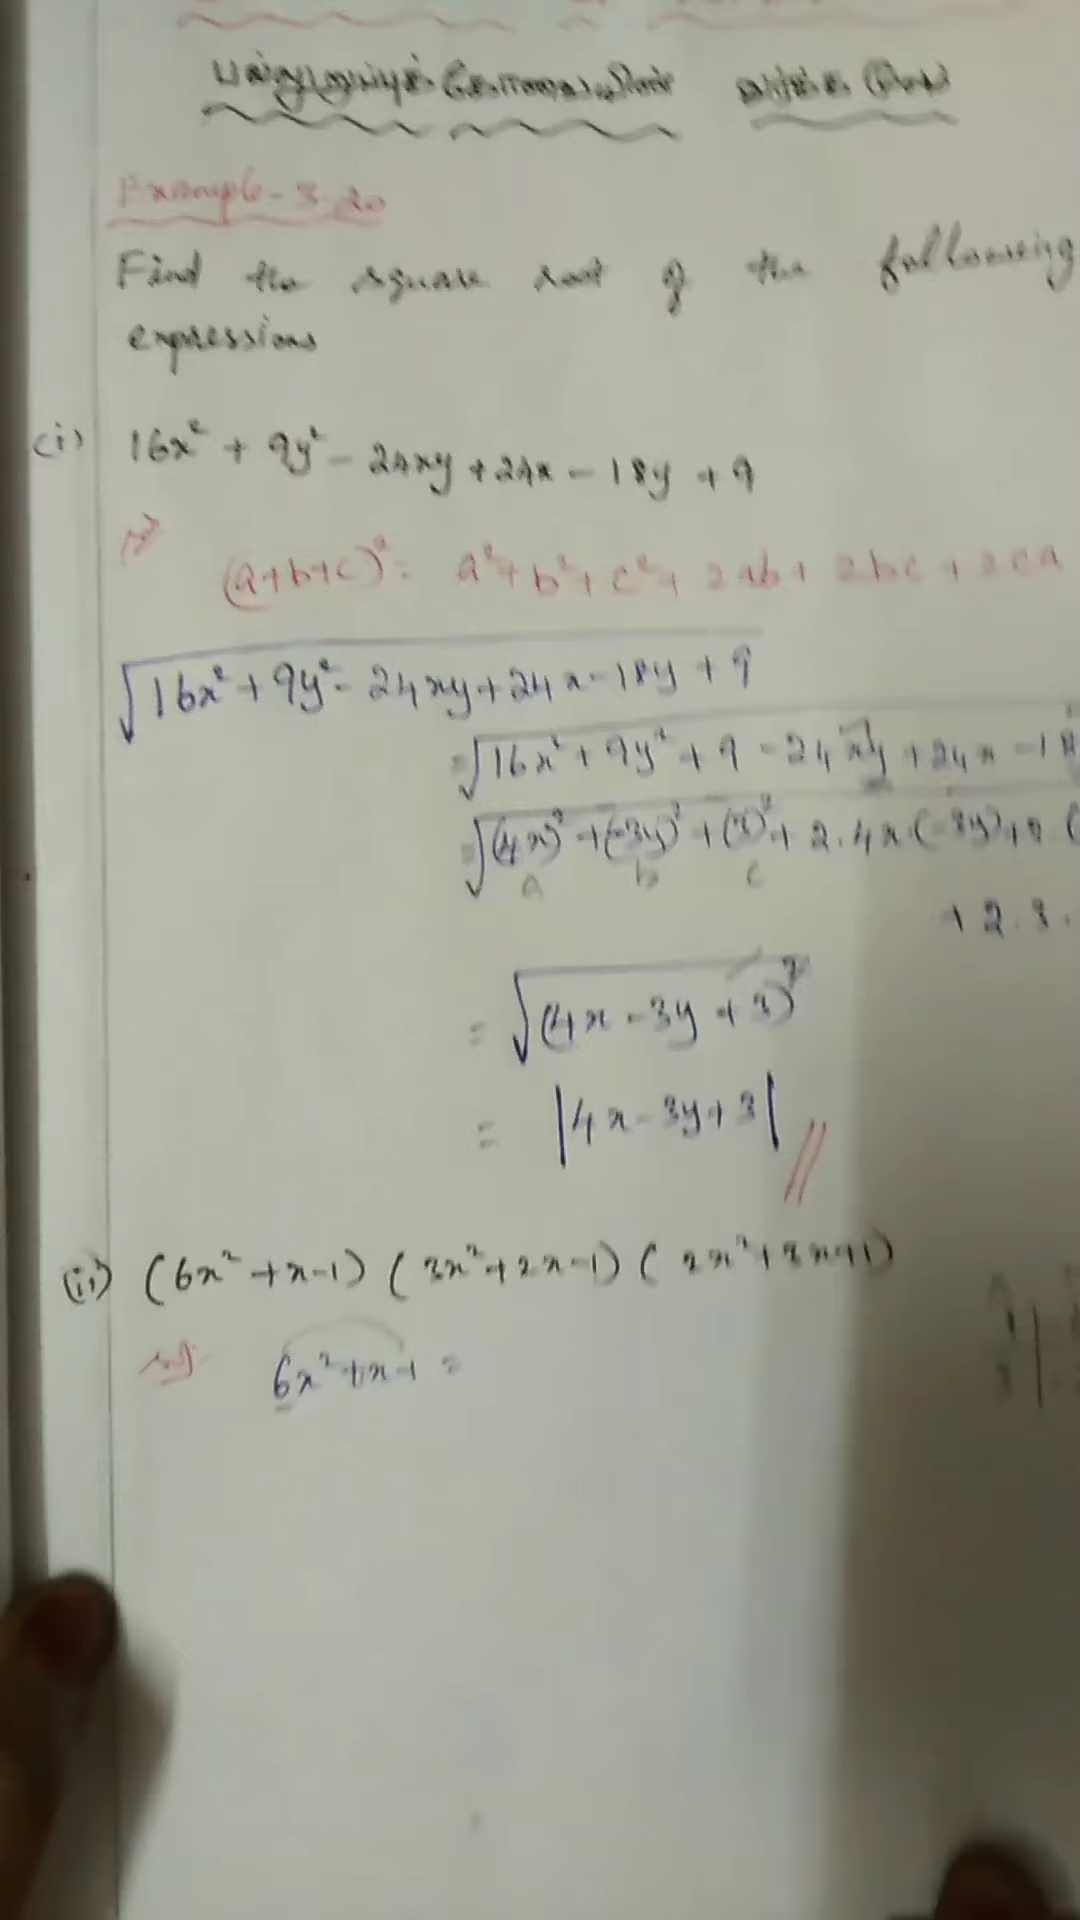 Example-3.20
Find the square root of the following
expressions
(i) 16x² + 9y² - 24xy + 24x - 18y + 9
(a+b+c)² = a²+b²+c²+2ab+2bc+2ca
√16x²+9y²-24xy+24x-18y+9
=√16x²+9y²+9-24xy+24x-18
=√(4x)²+(-3y)²+(3)²+2.4x(-3y)+2(
a b c
+2.3.
= √(4x-3y+3)²
= |4x-3y+3|
(ii) (6x²+x-1)(3x²+2x-1)(2x²+3x+1)
6x²+x-1 =